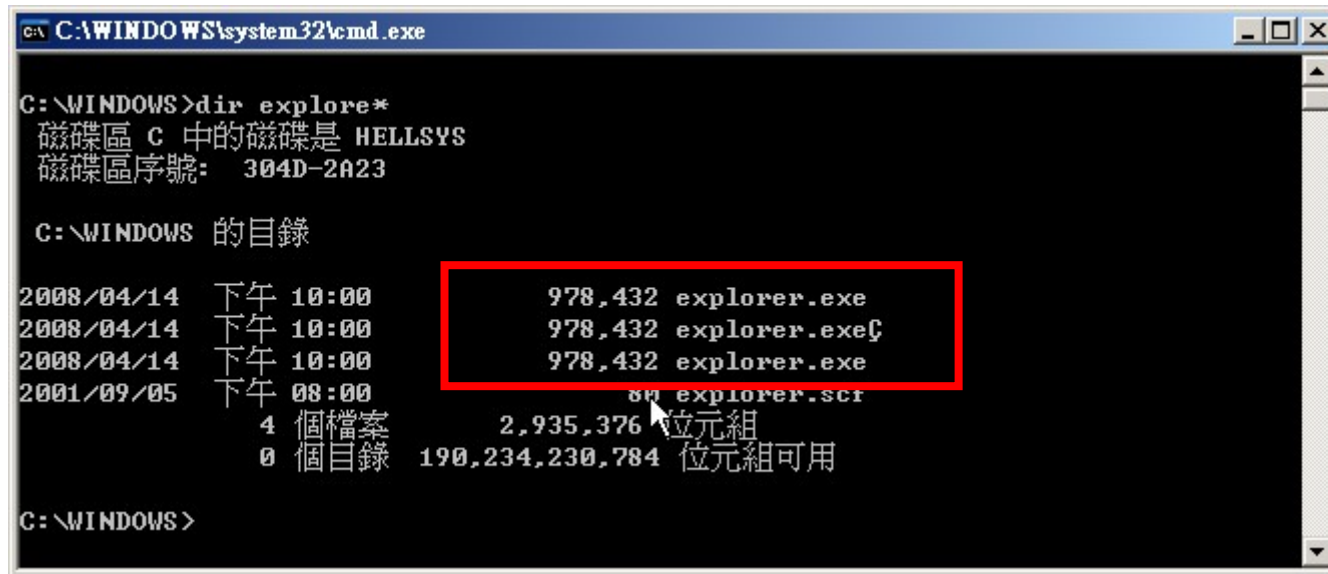 C:\WINDOWS\system32\cmd.exe
C:\WINDOWS>dir explore*
磁碟區 C 中的磁碟是 HELLSYS
磁碟區序號: 304D-2A23
C:\WINDOWS 的目錄
2008/04/14 下午 10:00 978,432 explorer.exe
2008/04/14 下午 10:00 978,432 explorer.exeÇ
2008/04/14 下午 10:00 978,432 explorer.exe
2001/09/05 下午 08:00 80 explorer.scf
4 個檔案 2,935,376 位元組
0 個目錄 190,234,230,784 位元組可用
C:\WINDOWS>